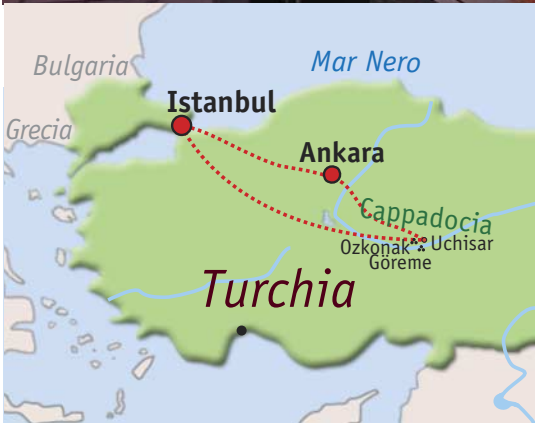 Bulgaria
Mar Nero
Istanbul
Grecia
Ankara
Cappadocia
Ozkonak
Uchisar
Göreme
Turchia